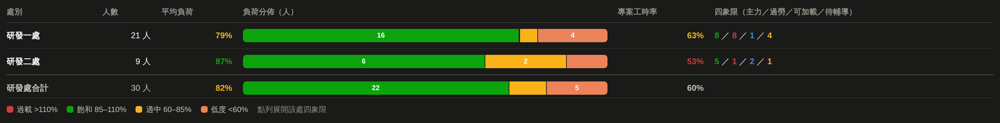 處別 人數 平均負荷 負荷分佈（人） 專案工時率 四象限（主力／過勞／可加載／待輔導）
研發一處 21 人 79% 16 4 63% 8 ／ 8 ／ 1 ／ 4
研發二處 9 人 87% 6 2 53% 5 ／ 1 ／ 2 ／ 1
研發處合計 30 人 82% 22 5 60%
過載 >110% 飽和 85–110% 適中 60–85% 低度 <60% 點列展開該處四象限